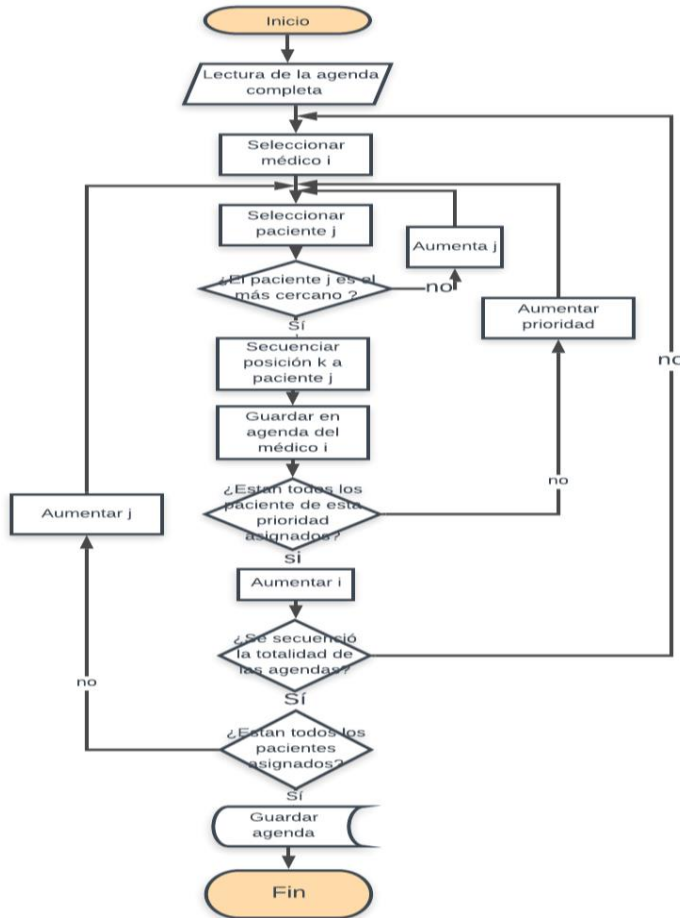 Inicio
Lectura de la agenda
completa
Seleccionar
médico i
Seleccionar
paciente j
Aumenta j
¿El paciente j es el
más cercano ?
no
Sí
Aumentar
prioridad
Secuenciar
posición k a
paciente j
no
Guardar en
agenda del
médico i
¿Estan todos los
paciente de esta
prioridad
asignados?
no
si
Aumentar j
Aumentar i
¿Se secuenció
la totalidad de
las agendas?
no
Sí
¿Estan todos los
pacientes
asignados?
Sí
Guardar
agenda
Fin